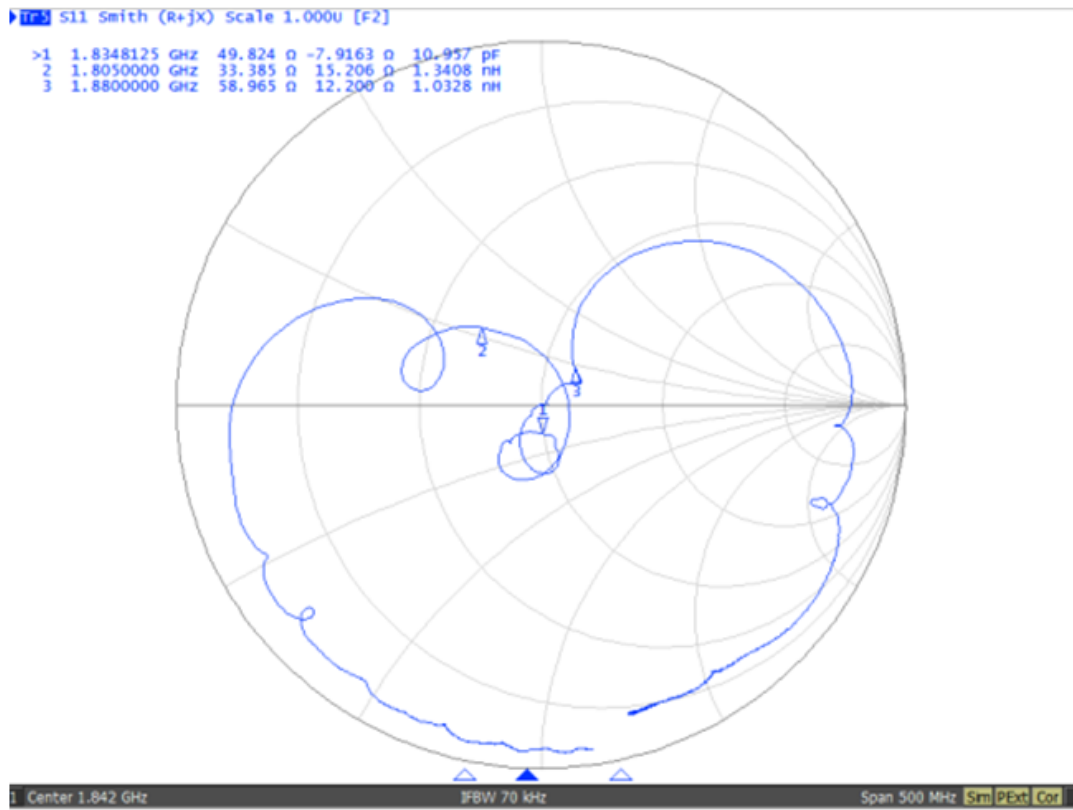 Tr5 S11 Smith (R+jX) Scale 1.000U [F2]
>1 1.8348125 GHz 49.824 Ω -7.9163 Ω 10.957 pF
2 1.8050000 GHz 33.385 Ω 15.206 Ω 1.3408 nH
3 1.8800000 GHz 58.965 Ω 12.200 Ω 1.0328 nH
2
1
3
1 Center 1.842 GHz IFBW 70 kHz Span 500 MHz Sim PExt Cor